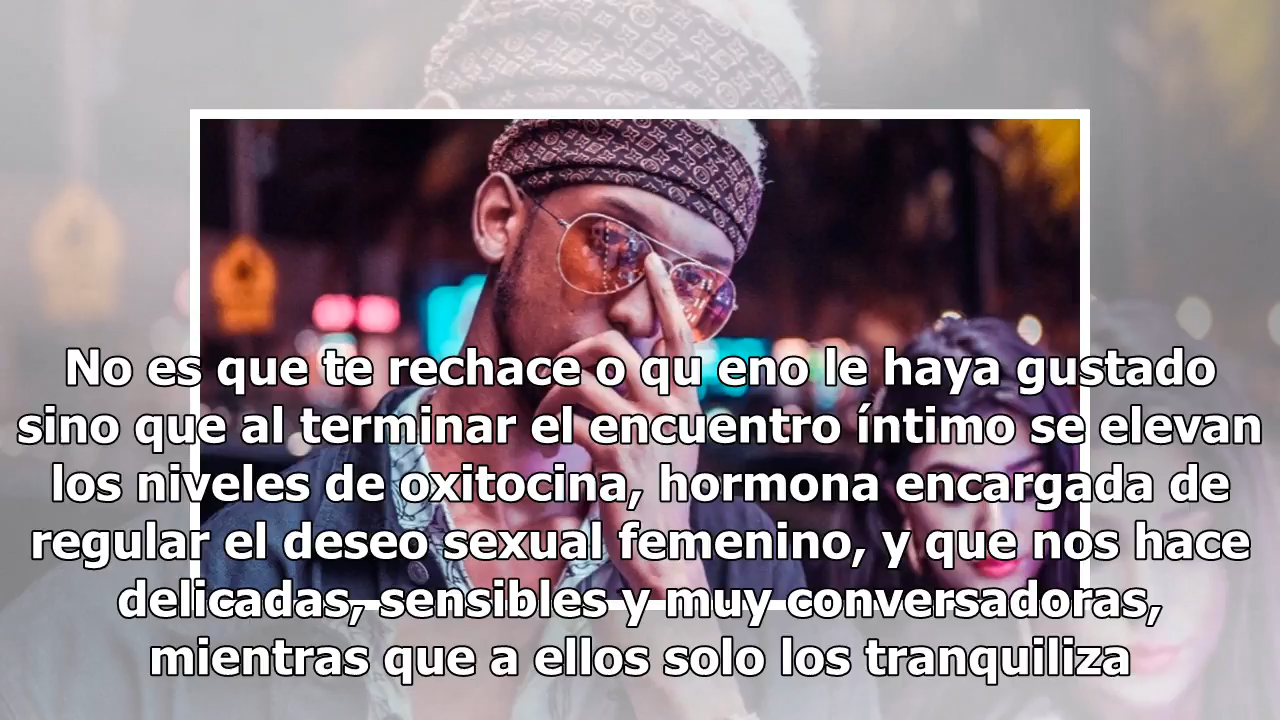 No es que te rechace o qu eno le haya gustado
sino que al terminar el encuentro íntimo se elevan
los niveles de oxitocina, hormona encargada de
regular el deseo sexual femenino, y que nos hace
delicadas, sensibles y muy conversadoras,
mientras que a ellos solo los tranquiliza